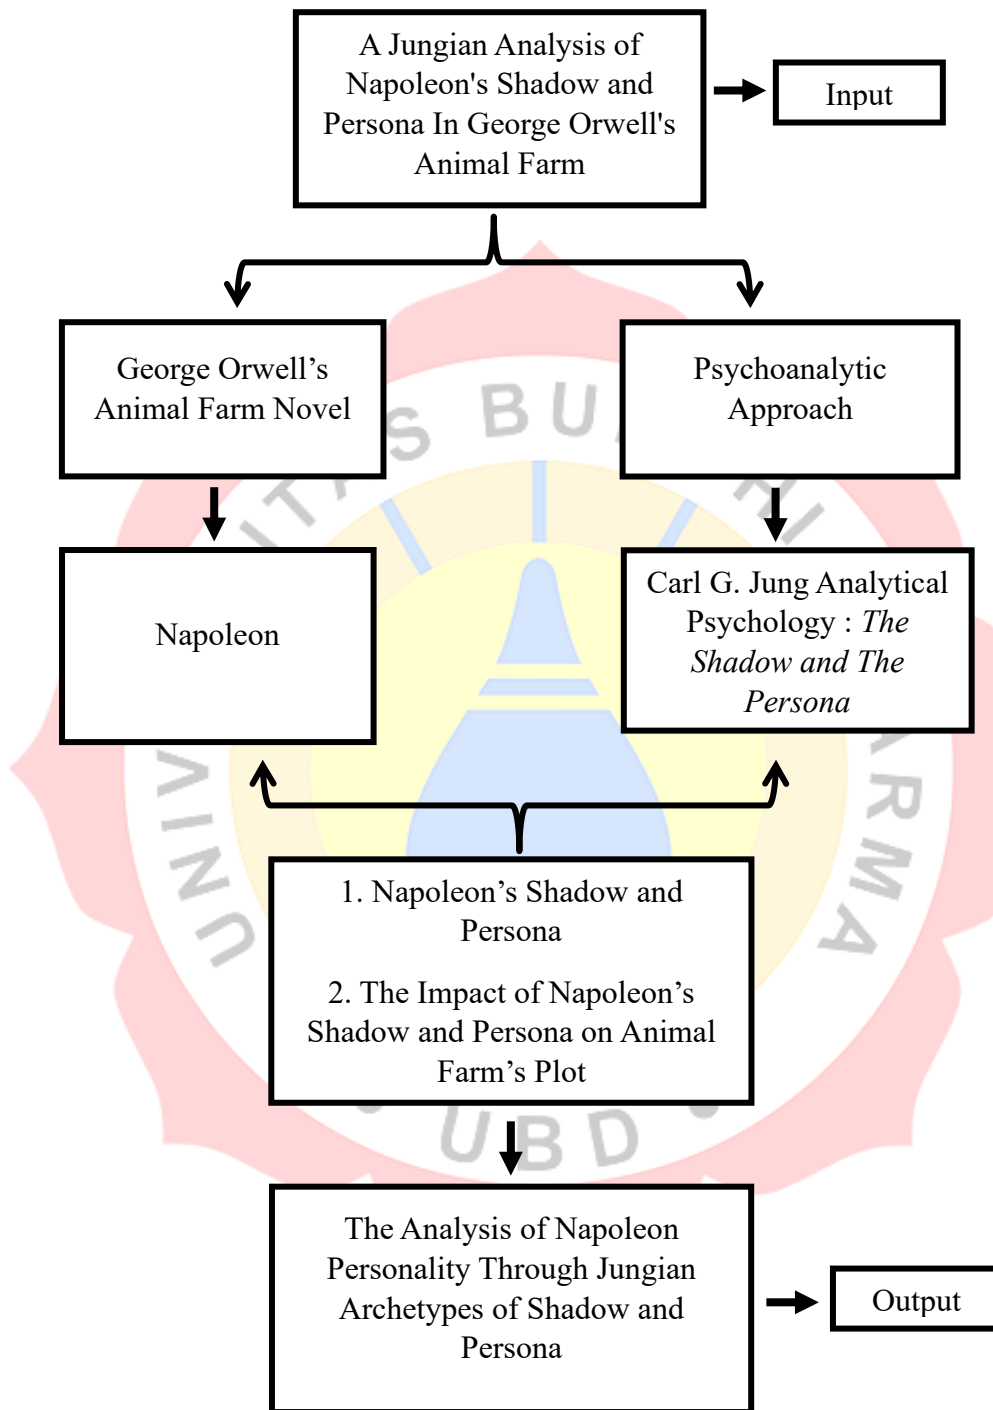 A Jungian Analysis of
Napoleon's Shadow and
Persona In George Orwell's
Animal Farm
Input
George Orwell’s
Animal Farm Novel
Psychoanalytic
Approach
Napoleon
Carl G. Jung Analytical
Psychology : The
Shadow and The
Persona
1. Napoleon’s Shadow and
Persona
2. The Impact of Napoleon’s
Shadow and Persona on Animal
Farm’s Plot
The Analysis of Napoleon
Personality Through Jungian
Archetypes of Shadow and
Persona
Output
UBD